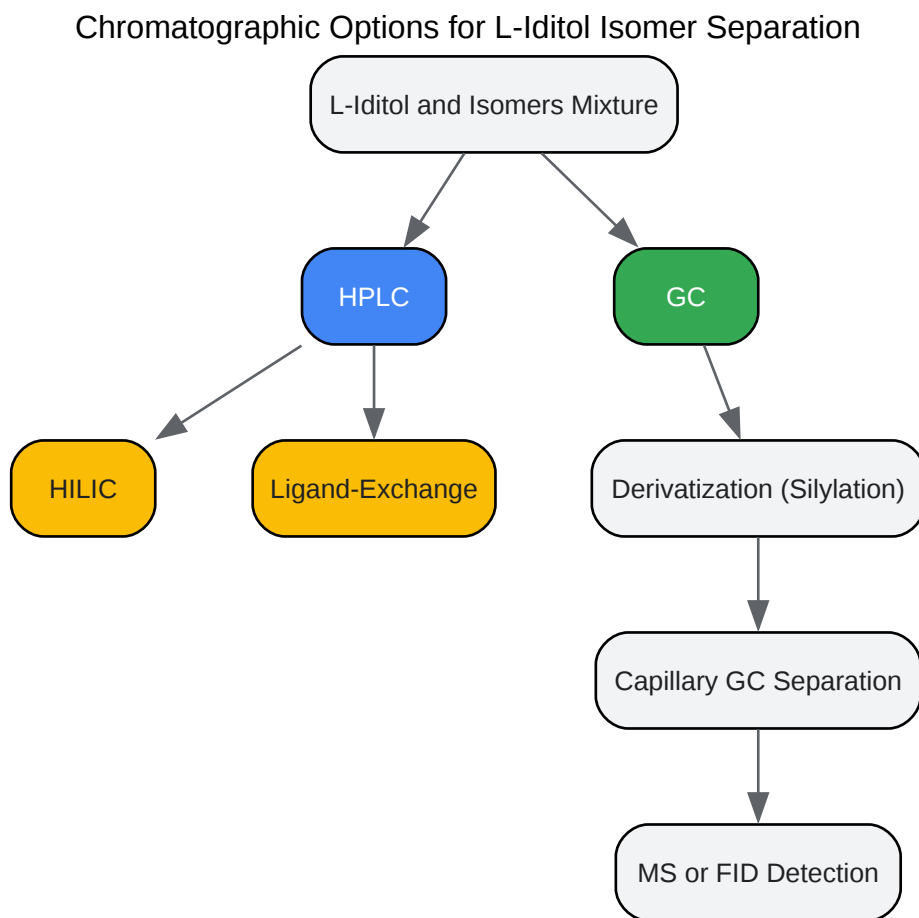 Chromatographic Options for L-Iditol Isomer Separation
L-Iditol and Isomers Mixture
HPLC
GC
HILIC
Ligand-Exchange
Derivatization (Silylation)
Capillary GC Separation
MS or FID Detection